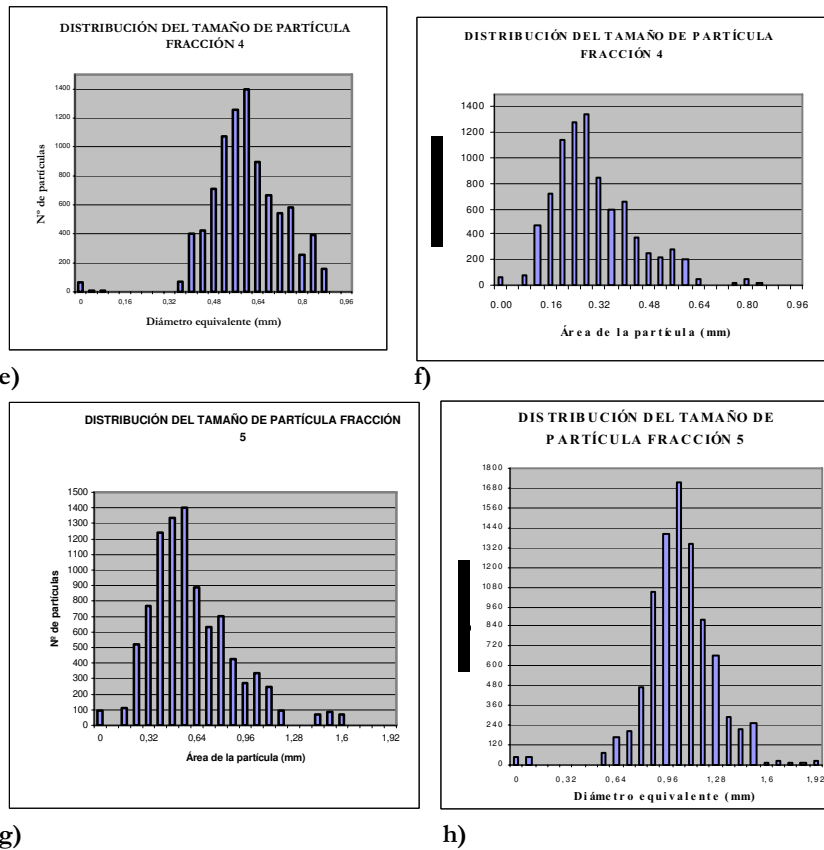 DISTRIBUCIÓN DEL TAMAÑO DE PARTÍCULA
FRACCIÓN 4
1400
1200
1000
800
600
400
200
0
Nº de partículas
0 0,16 0,32 0,48 0,64 0,8 0,96
Diámetro equivalente (mm)
e)
DISTRIBUCIÓN DEL TAMAÑO DE PARTÍCULA
FRACCIÓN 4
1400
1200
1000
800
600
400
200
0
0.00 0.16 0.32 0.48 0.64 0.80 0.96
Área de la partícula (mm)
f)
DISTRIBUCIÓN DEL TAMAÑO DE PARTÍCULA FRACCIÓN
5
1500
1400
1300
1200
1100
1000
900
800
700
600
500
400
300
200
100
0
Nº de partículas
0 0,32 0,64 0,96 1,28 1,6 1,92
Área de la partícula (mm)
g)
DISTRIBUCIÓN DEL TAMAÑO DE
PARTÍCULA FRACCIÓN 5
1800
1680
1560
1440
1320
1200
1080
960
840
720
600
480
360
240
120
0
0 0,32 0,64 0,96 1,28 1,6 1,92
Diámetro equivalente (mm)
h)